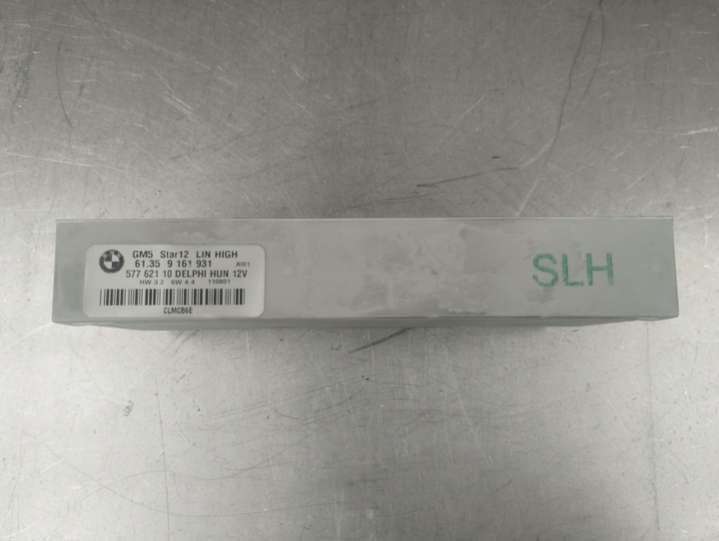 GM5 Star12 LIN HIGH
61.35 9 161 931
577 621 10 DELPHI HUN 12V
HW 3.2 SW 4.4 110801
CLMCB6E
SLH